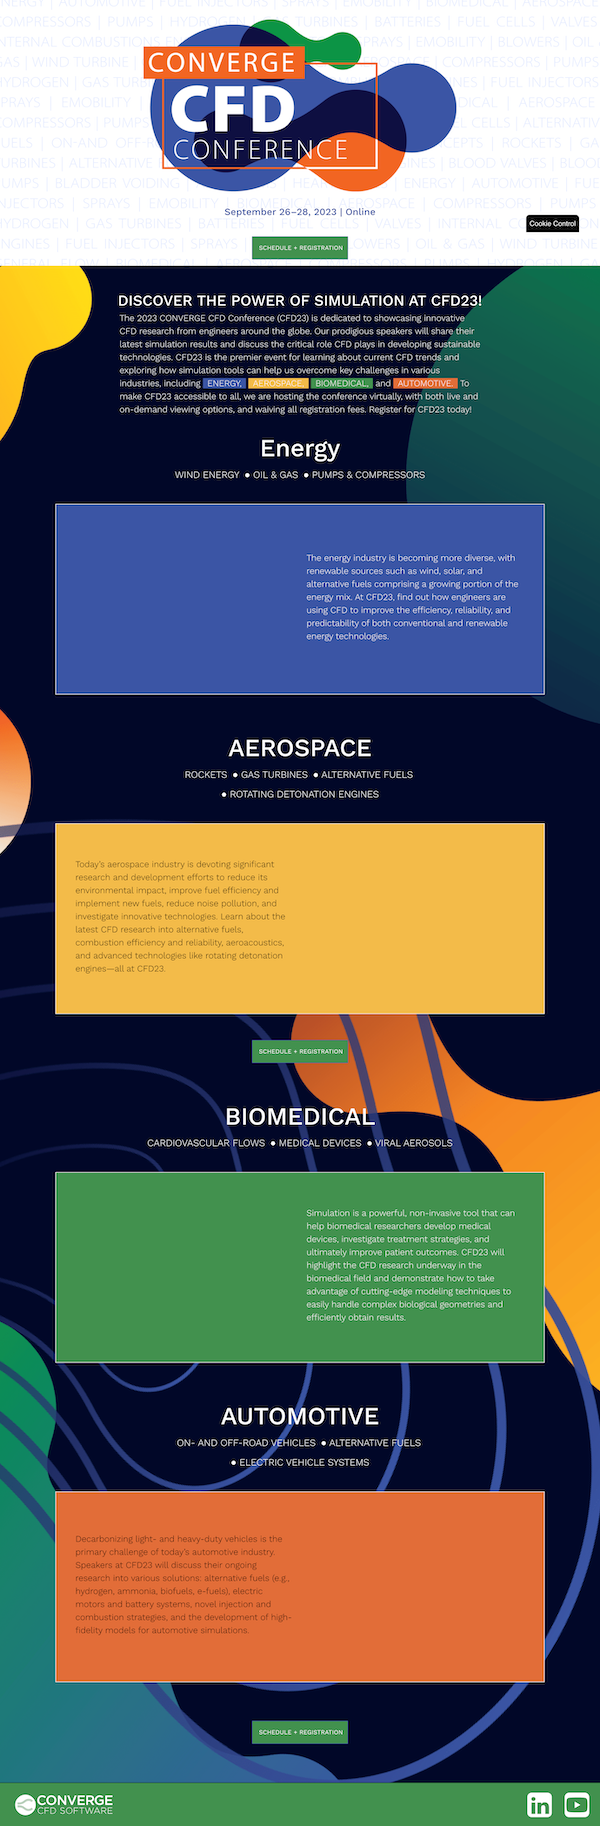 CONVERGE
CFD
CONFERENCE
September 26–28, 2023 | Online
Cookie Control
SCHEDULE + REGISTRATION
DISCOVER THE POWER OF SIMULATION AT CFD23!
The 2023 CONVERGE CFD Conference (CFD23) is dedicated to showcasing innovative
CFD research from engineers around the globe. Our prodigious speakers will share their
latest simulation results and discuss the critical role CFD plays in developing sustainable
technologies. CFD23 is the premier event for learning about current CFD trends and
exploring how simulation tools can help us overcome key challenges in various
industries, including ENERGY, AEROSPACE, BIOMEDICAL, and AUTOMOTIVE. To
make CFD23 accessible to all, we are hosting the conference virtually, with both live and
on-demand viewing options, and waiving all registration fees. Register for CFD23 today!
Energy
WIND ENERGY ● OIL & GAS ● PUMPS & COMPRESSORS
The energy industry is becoming more diverse, with
renewable sources such as wind, solar, and
alternative fuels comprising a growing portion of the
energy mix. At CFD23, find out how engineers are
using CFD to improve the efficiency, reliability, and
predictability of both conventional and renewable
energy technologies.
AEROSPACE
ROCKETS ● GAS TURBINES ● ALTERNATIVE FUELS
● ROTATING DETONATION ENGINES
Today's aerospace industry is devoting significant
research and development efforts to reduce its
environmental impact, improve fuel efficiency and
implement new fuels, reduce noise pollution, and
investigate innovative technologies. Learn about the
latest CFD research into alternative fuels,
combustion efficiency and reliability, aeroacoustics,
and advanced technologies like rotating detonation
engines—all at CFD23.
SCHEDULE + REGISTRATION
BIOMEDICAL
CARDIOVASCULAR FLOWS ● MEDICAL DEVICES ● VIRAL AEROSOLS
Simulation is a powerful, non-invasive tool that can
help biomedical researchers develop medical
devices, investigate treatment strategies, and
ultimately improve patient outcomes. CFD23 will
highlight the CFD research underway in the
biomedical field and demonstrate how to take
advantage of cutting-edge modeling techniques to
easily handle complex biological geometries and
efficiently obtain results.
AUTOMOTIVE
ON- AND OFF-ROAD VEHICLES ● ALTERNATIVE FUELS
● ELECTRIC VEHICLE SYSTEMS
Decarbonizing light- and heavy-duty vehicles is the
primary challenge of today's automotive industry.
Speakers at CFD23 will discuss their ongoing
research into various solutions: alternative fuels (e.g.,
hydrogen, ammonia, biofuels, e-fuels), electric
motors and battery systems, novel injection and
combustion strategies, and the development of high-
fidelity models for automotive simulations.
SCHEDULE + REGISTRATION
CONVERGE
CFD SOFTWARE
in